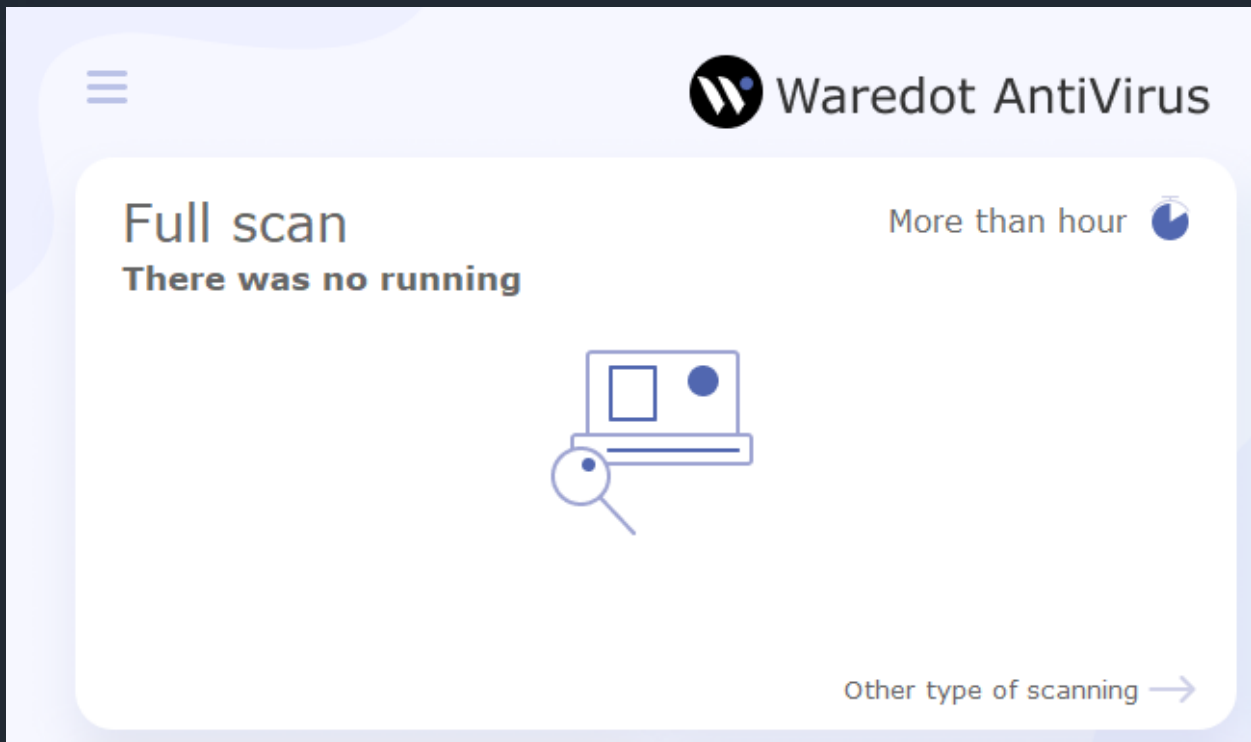 Waredot AntiVirus
Full scan
More than hour
There was no running
Other type of scanning